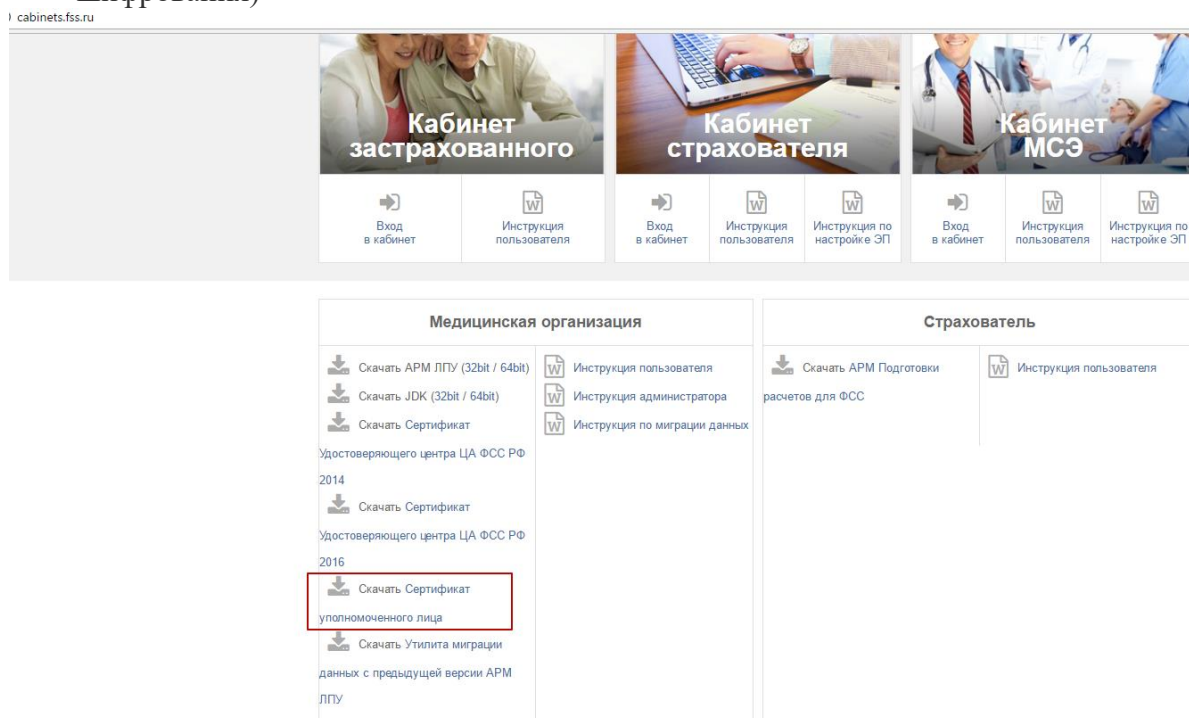 шифрования)
cabinets.fss.ru
Кабинет
застрахованного
Кабинет
страхователя
Кабинет
МСЭ
Вход
в кабинет
Инструкция
пользователя
Вход
в кабинет
Инструкция
пользователя
Инструкция по
настройке ЭП
Вход
в кабинет
Инструкция
пользователя
Инструкция по
настройке ЭП
Медицинская организация
Скачать АРМ ЛПУ (32bit / 64bit)
Скачать JDK (32bit / 64bit)
Скачать Сертификат
Удостоверяющего центра ЦА ФСС РФ
2014
Скачать Сертификат
Удостоверяющего центра ЦА ФСС РФ
2016
Скачать Сертификат
уполномоченного лица
Скачать Утилита миграции
данных с предыдущей версии АРМ
ЛПУ
Инструкция пользователя
Инструкция администратора
Инструкция по миграции данных
Страхователь
Скачать АРМ Подготовки
расчетов для ФСС
Инструкция пользователя